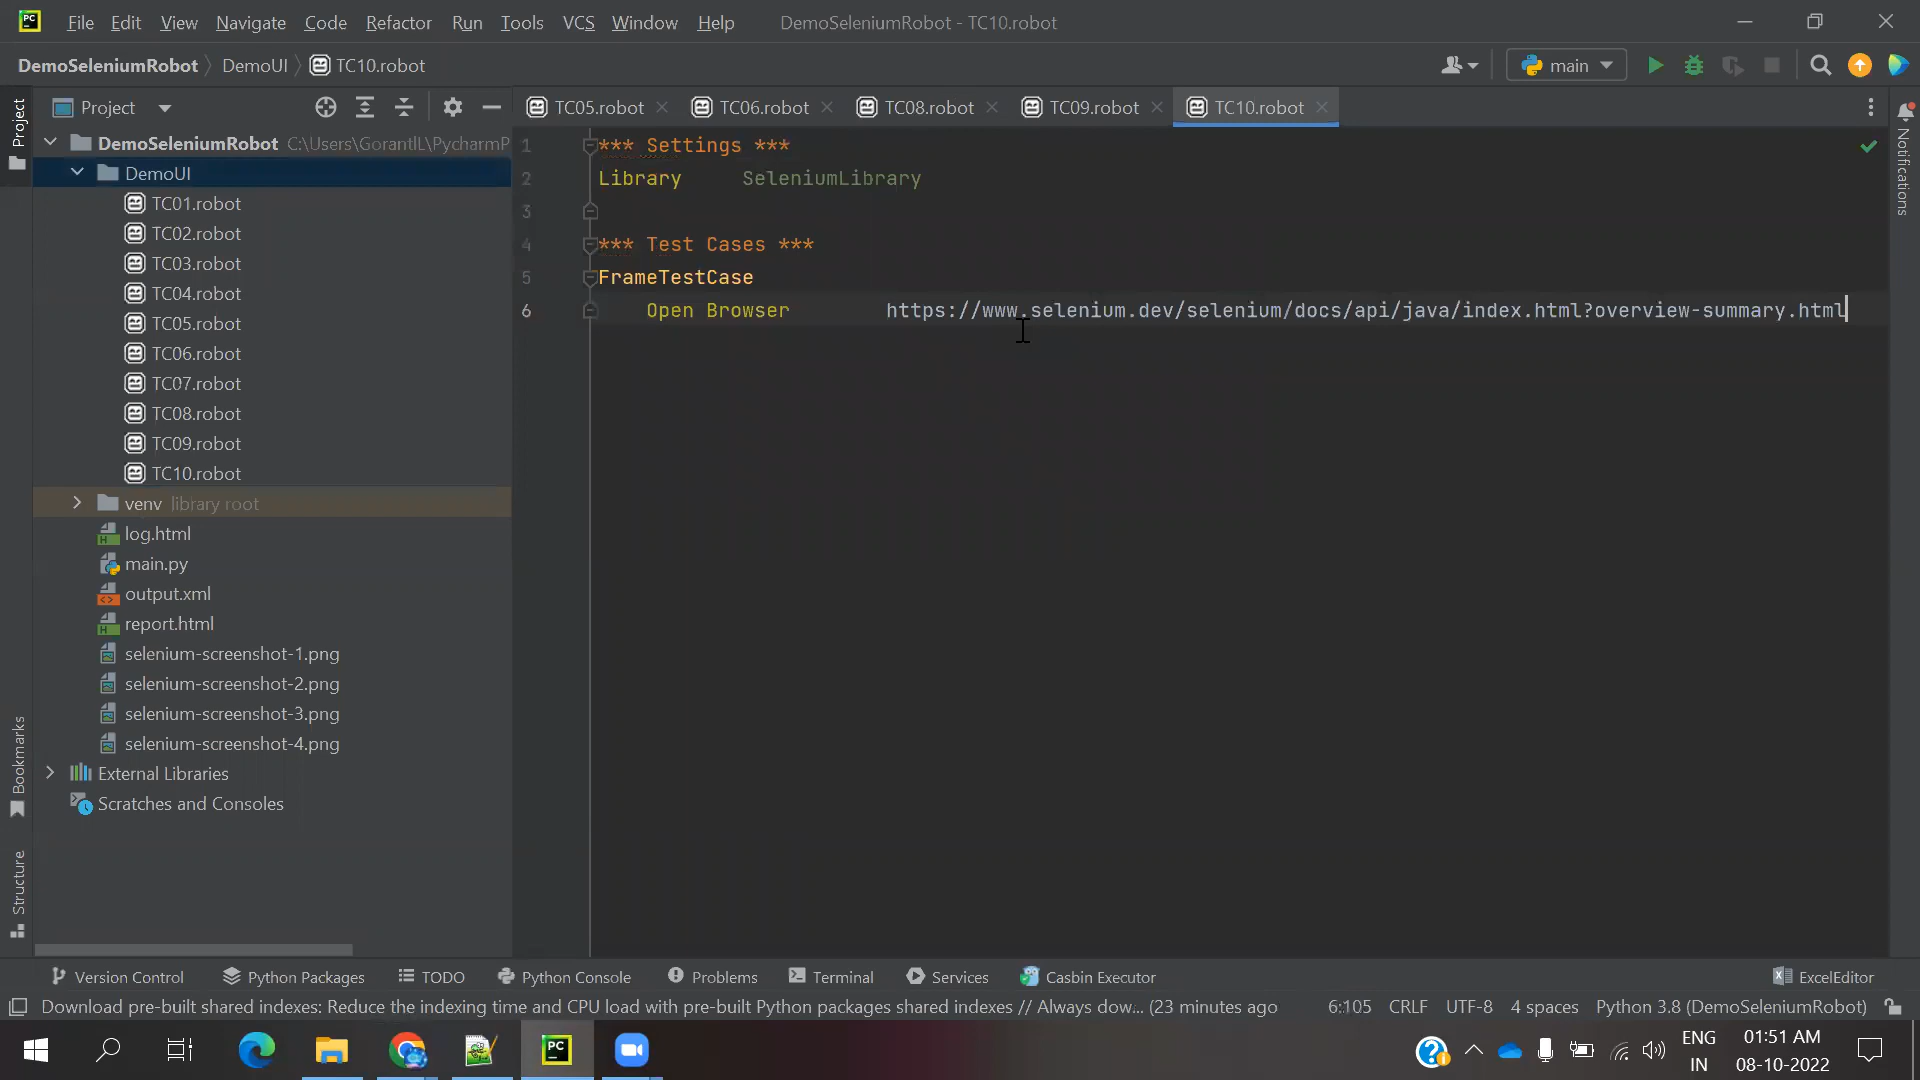 File Edit View Navigate Code Refactor Run Tools VCS Window Help DemoSeleniumRobot - TC10.robot
DemoSeleniumRobot DemoUI TC10.robot main
Project
Project TC05.robot TC06.robot TC08.robot TC09.robot TC10.robot
DemoSeleniumRobot C:\Users\GorantlL\PycharmP
DemoUI
TC01.robot
TC02.robot
TC03.robot
TC04.robot
TC05.robot
TC06.robot
TC07.robot
TC08.robot
TC09.robot
TC10.robot
venv library root
log.html
main.py
output.xml
report.html
selenium-screenshot-1.png
selenium-screenshot-2.png
selenium-screenshot-3.png
selenium-screenshot-4.png
External Libraries
Scratches and Consoles
Bookmarks
Structure
1 *** Settings ***
2 Library SeleniumLibrary
3
4 *** Test Cases ***
5 FrameTestCase
6 Open Browser https://www.selenium.dev/selenium/docs/api/java/index.html?overview-summary.html
Notifications
Version Control Python Packages TODO Python Console Problems Terminal Services Casbin Executor ExcelEditor
Download pre-built shared indexes: Reduce the indexing time and CPU load with pre-built Python packages shared indexes // Always dow... (23 minutes ago 6:105 CRLF UTF-8 4 spaces Python 3.8 (DemoSeleniumRobot)
ENG 01:51 AM
IN 08-10-2022